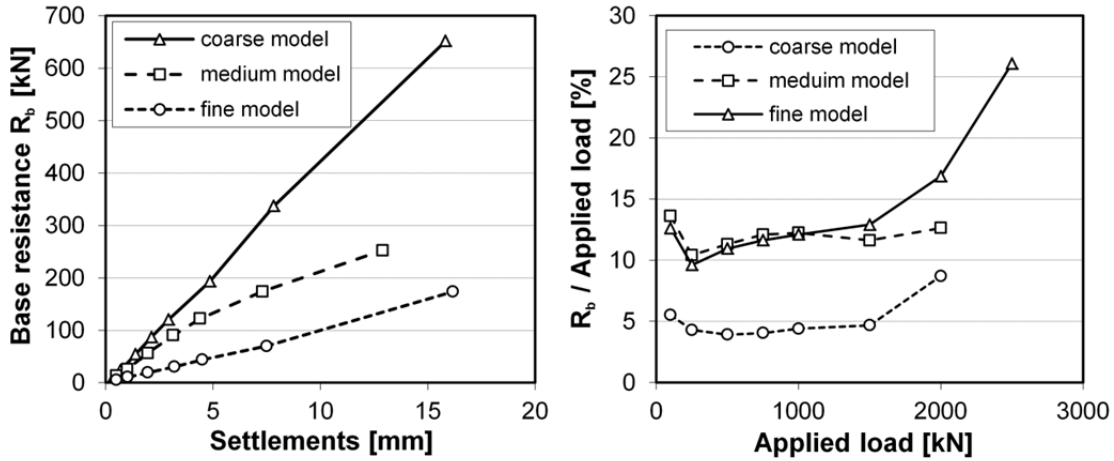 700
600
500
400
300
200
100
0
Base resistance R_b [kN]
coarse model
medium model
fine model
0 5 10 15 20
Settlements [mm]
30
25
20
15
10
5
0
R_b / Applied load [%]
coarse model
meduim model
fine model
0 1000 2000 3000
Applied load [kN]